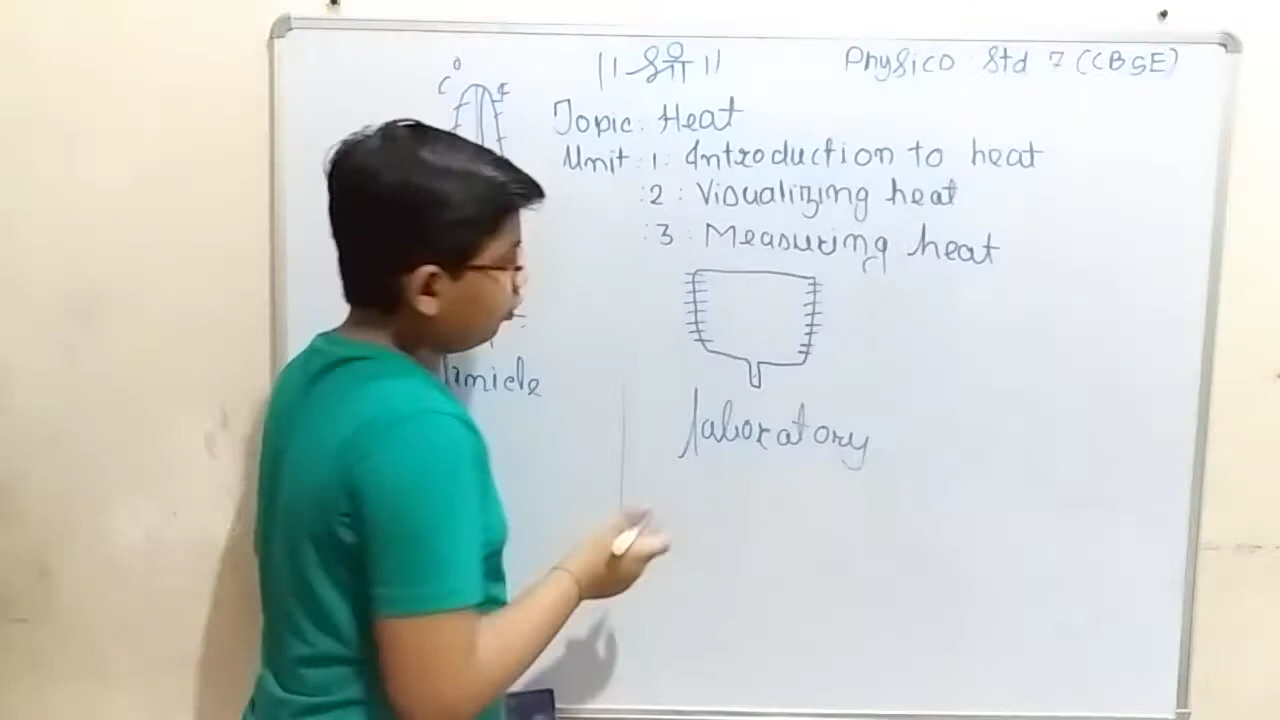 || श्री ||
Physics Std 7 (CBSE)
°C F
Topic: Heat
Unit: 1: Introduction to heat
:2: Visualizing heat
:3: Measuring heat
laboratory